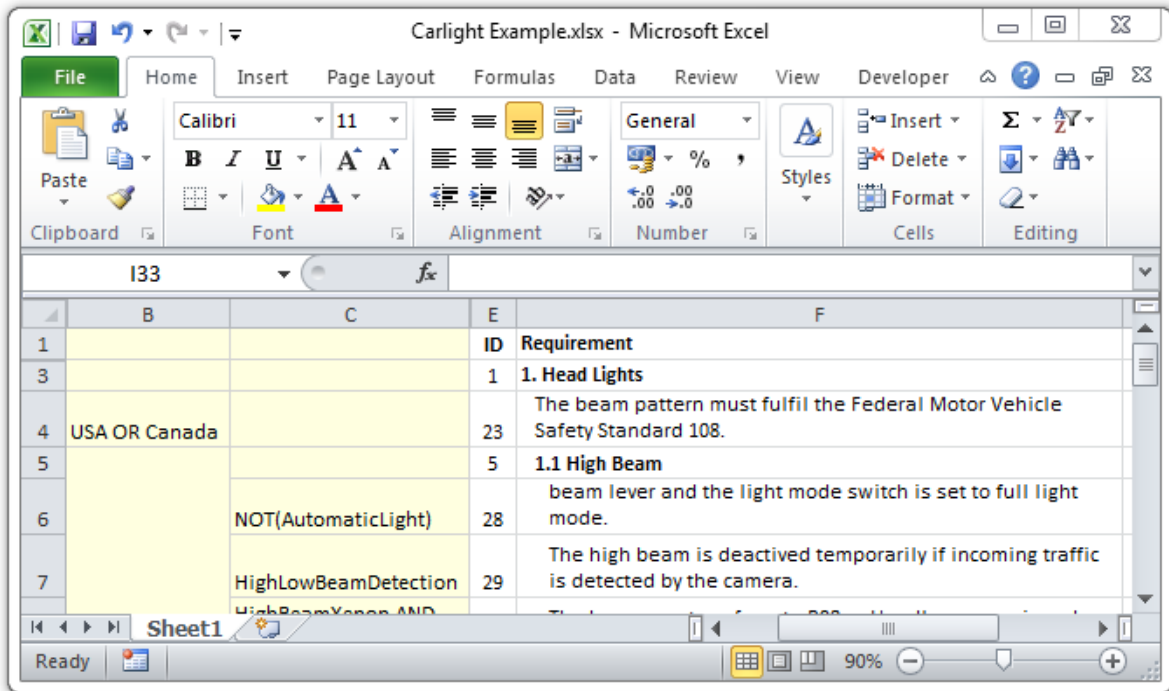 Carlight Example.xlsx - Microsoft Excel
File Home Insert Page Layout Formulas Data Review View Developer
Calibri 11 General Insert
B I U A A % , Delete
Paste Styles
A .00 .00 Format
Clipboard Font Alignment Number Cells Editing
I33 fx
B C E F
1 ID Requirement
3 1 1. Head Lights
The beam pattern must fulfil the Federal Motor Vehicle
4 USA OR Canada 23 Safety Standard 108.
5 5 1.1 High Beam
beam lever and the light mode switch is set to full light
6 NOT(AutomaticLight) 28 mode.
The high beam is deactived temporarily if incoming traffic
7 HighLowBeamDetection 29 is detected by the camera.
HighBeamXenon AND
Sheet1
Ready 90%